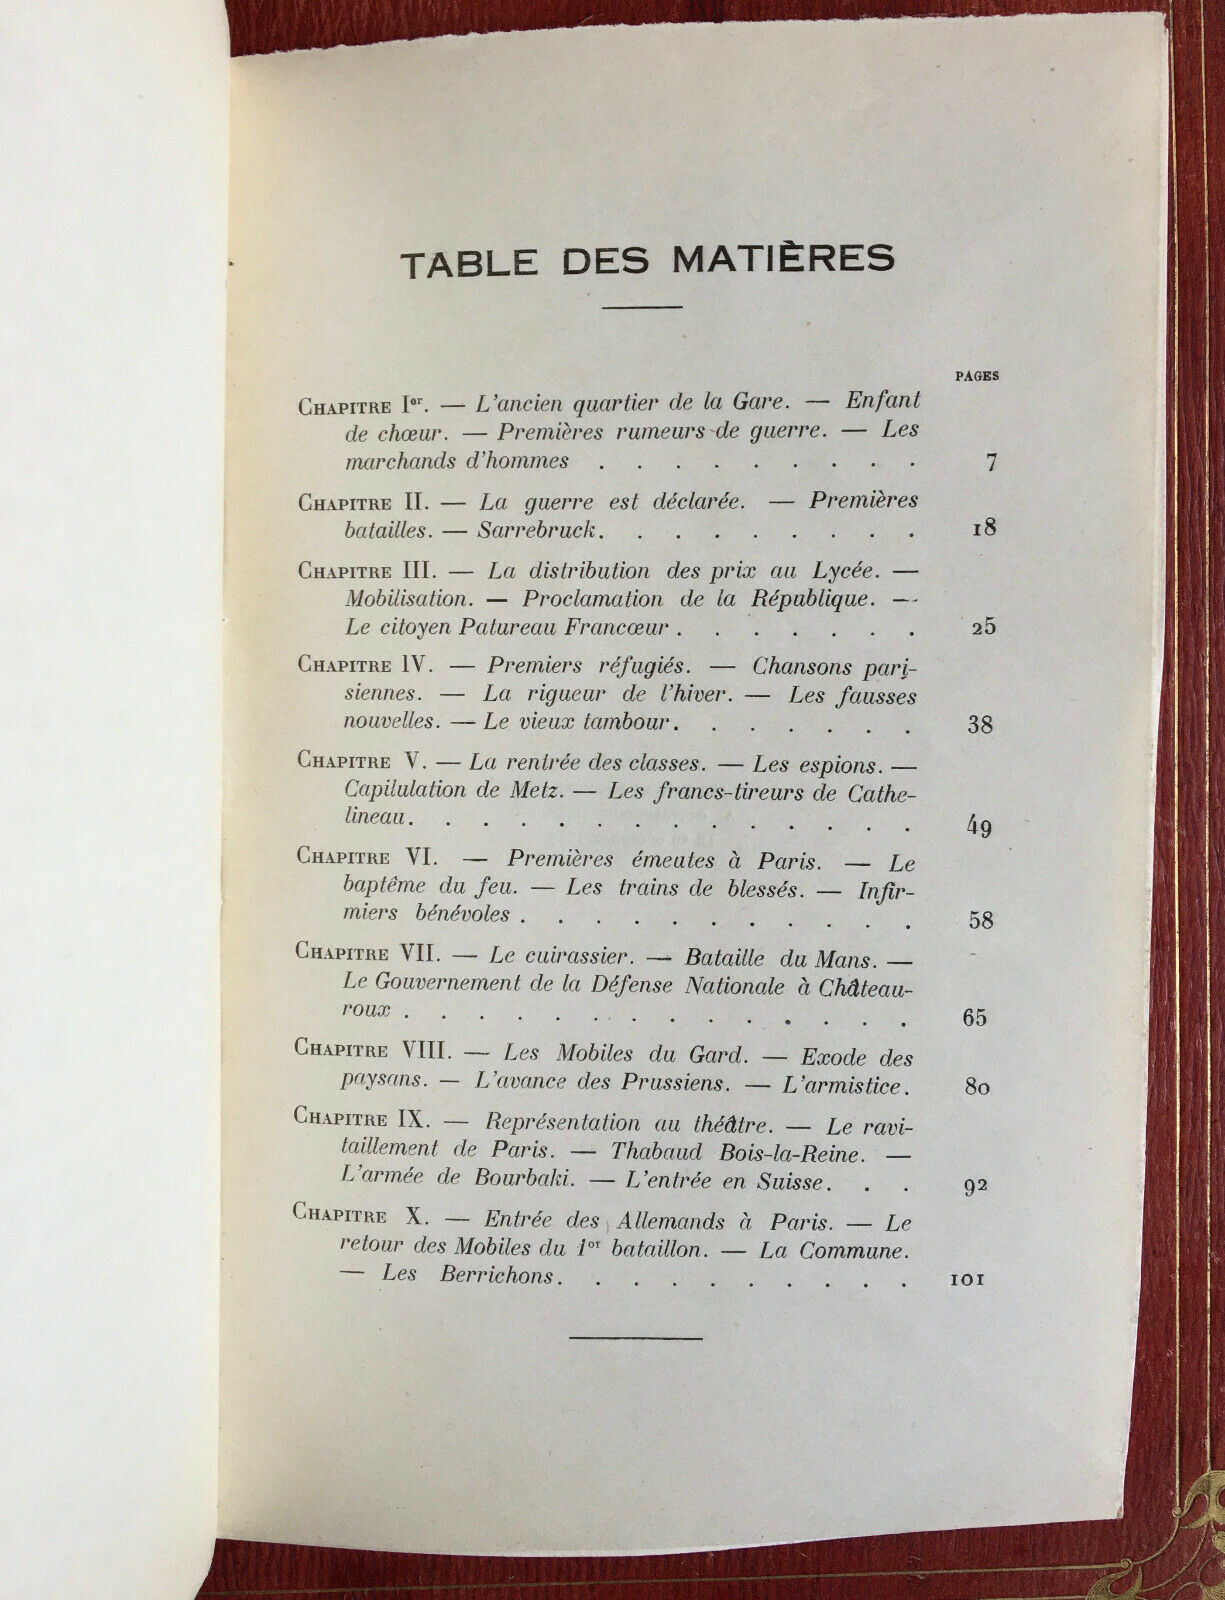 TABLE DES MATIÈRES
PAGES
CHAPITRE Ier. — L'ancien quartier de la Gare. — Enfant
de chœur. — Premières rumeurs de guerre. — Les
marchands d'hommes . . . . . . . . . 7
CHAPITRE II. — La guerre est déclarée. — Premières
batailles. — Sarrebruck. . . . . . . . . 18
CHAPITRE III. — La distribution des prix au Lycée. —
Mobilisation. — Proclamation de la République. —
Le citoyen Patureau Francœur . . . . . . . 25
CHAPITRE IV. — Premiers réfugiés. — Chansons pari-
siennes. — La rigueur de l'hiver. — Les fausses
nouvelles. — Le vieux tambour. . . . . . . 38
CHAPITRE V. — La rentrée des classes. — Les espions. —
Capilulation de Metz. — Les francs-tireurs de Cathe-
lineau. . . . . . . . . . . . . . 49
CHAPITRE VI. — Premières émeutes à Paris. — Le
baptême du feu. — Les trains de blessés. — Infir-
miers bénévoles . . . . . . . . . . . 58
CHAPITRE VII. — Le cuirassier. — Bataille du Mans. —
Le Gouvernement de la Défense Nationale à Château-
roux . . . . . . . . . . . . . . 65
CHAPITRE VIII. — Les Mobiles du Gard. — Exode des
paysans. — L'avance des Prussiens. — L'armistice. 80
CHAPITRE IX. — Représentation au théâtre. — Le ravi-
taillement de Paris. — Thabaud Bois-la-Reine. —
L'armée de Bourbaki. — L'entrée en Suisse. . . 92
CHAPITRE X. — Entrée des Allemands à Paris. — Le
retour des Mobiles du 1er bataillon. — La Commune.
— Les Berrichons. . . . . . . . . . 101